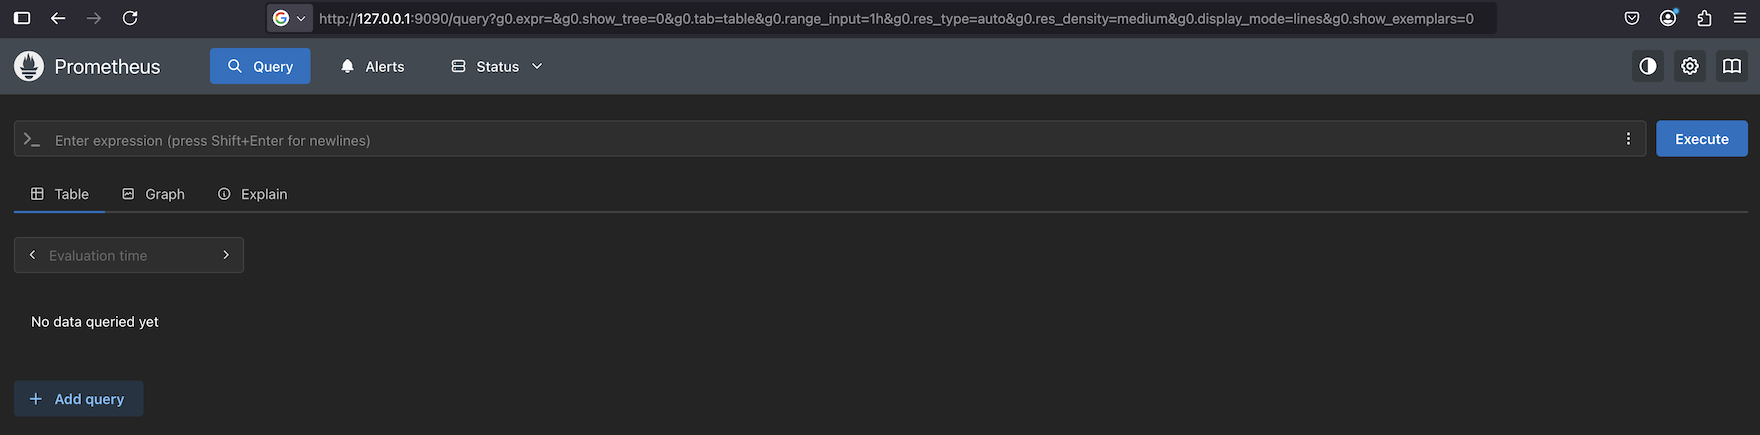 http://127.0.0.1:9090/query?g0.expr=&g0.show_tree=0&g0.tab=table&g0.range_input=1h&g0.res_type=auto&g0.res_density=medium&g0.display_mode=lines&g0.show_exemplars=0
Prometheus Query Alerts Status
Enter expression (press Shift+Enter for newlines) Execute
Table Graph Explain
Evaluation time
No data queried yet
Add query